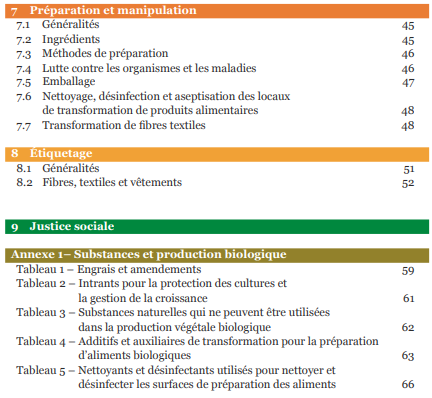 7 Préparation et manipulation
7.1 Généralités 45
7.2 Ingrédients 45
7.3 Méthodes de préparation 46
7.4 Lutte contre les organismes et les maladies 46
7.5 Emballage 47
7.6 Nettoyage, désinfection et aseptisation des locaux
de transformation de produits alimentaires 48
7.7 Transformation de fibres textiles 48
8 Étiquetage
8.1 Généralités 51
8.2 Fibres, textiles et vêtements 52
9 Justice sociale
Annexe 1– Substances et production biologique
Tableau 1 – Engrais et amendements 59
Tableau 2 – Intrants pour la protection des cultures et
la gestion de la croissance 61
Tableau 3 – Substances naturelles qui ne peuvent être utilisées
dans la production végétale biologique 62
Tableau 4 – Additifs et auxiliaires de transformation pour la préparation
d'aliments biologiques 63
Tableau 5 – Nettoyants et désinfectants utilisés pour nettoyer et
désinfecter les surfaces de préparation des aliments 66